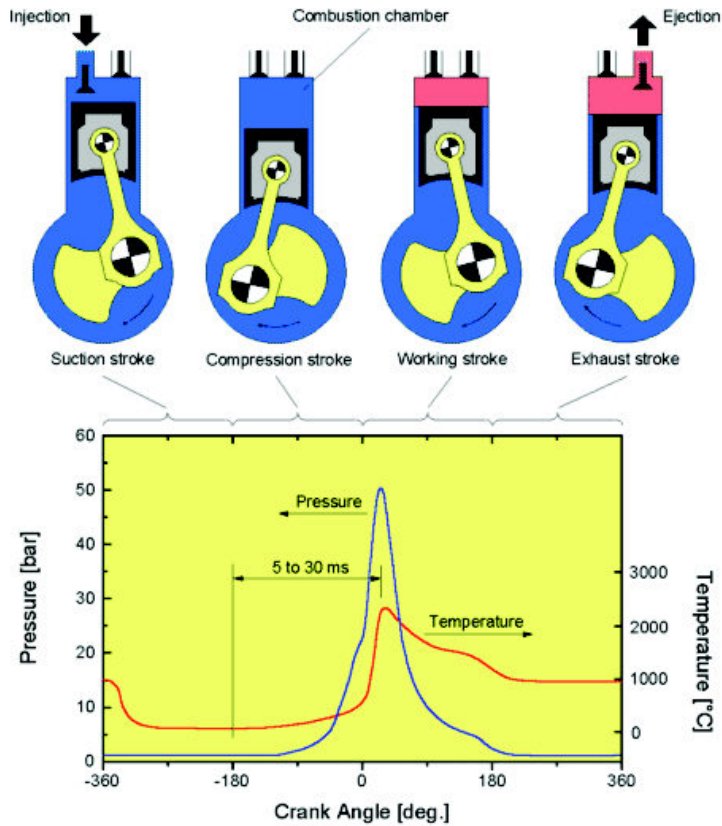 Injection
Combustion chamber
Ejection
Suction stroke
Compression stroke
Working stroke
Exhaust stroke
60
50
40
30
20
10
0
Pressure [bar]
Pressure
5 to 30 ms
Temperature
3000
2000
1000
0
Temperature [°C]
-360
-180
0
180
360
Crank Angle [deg.]